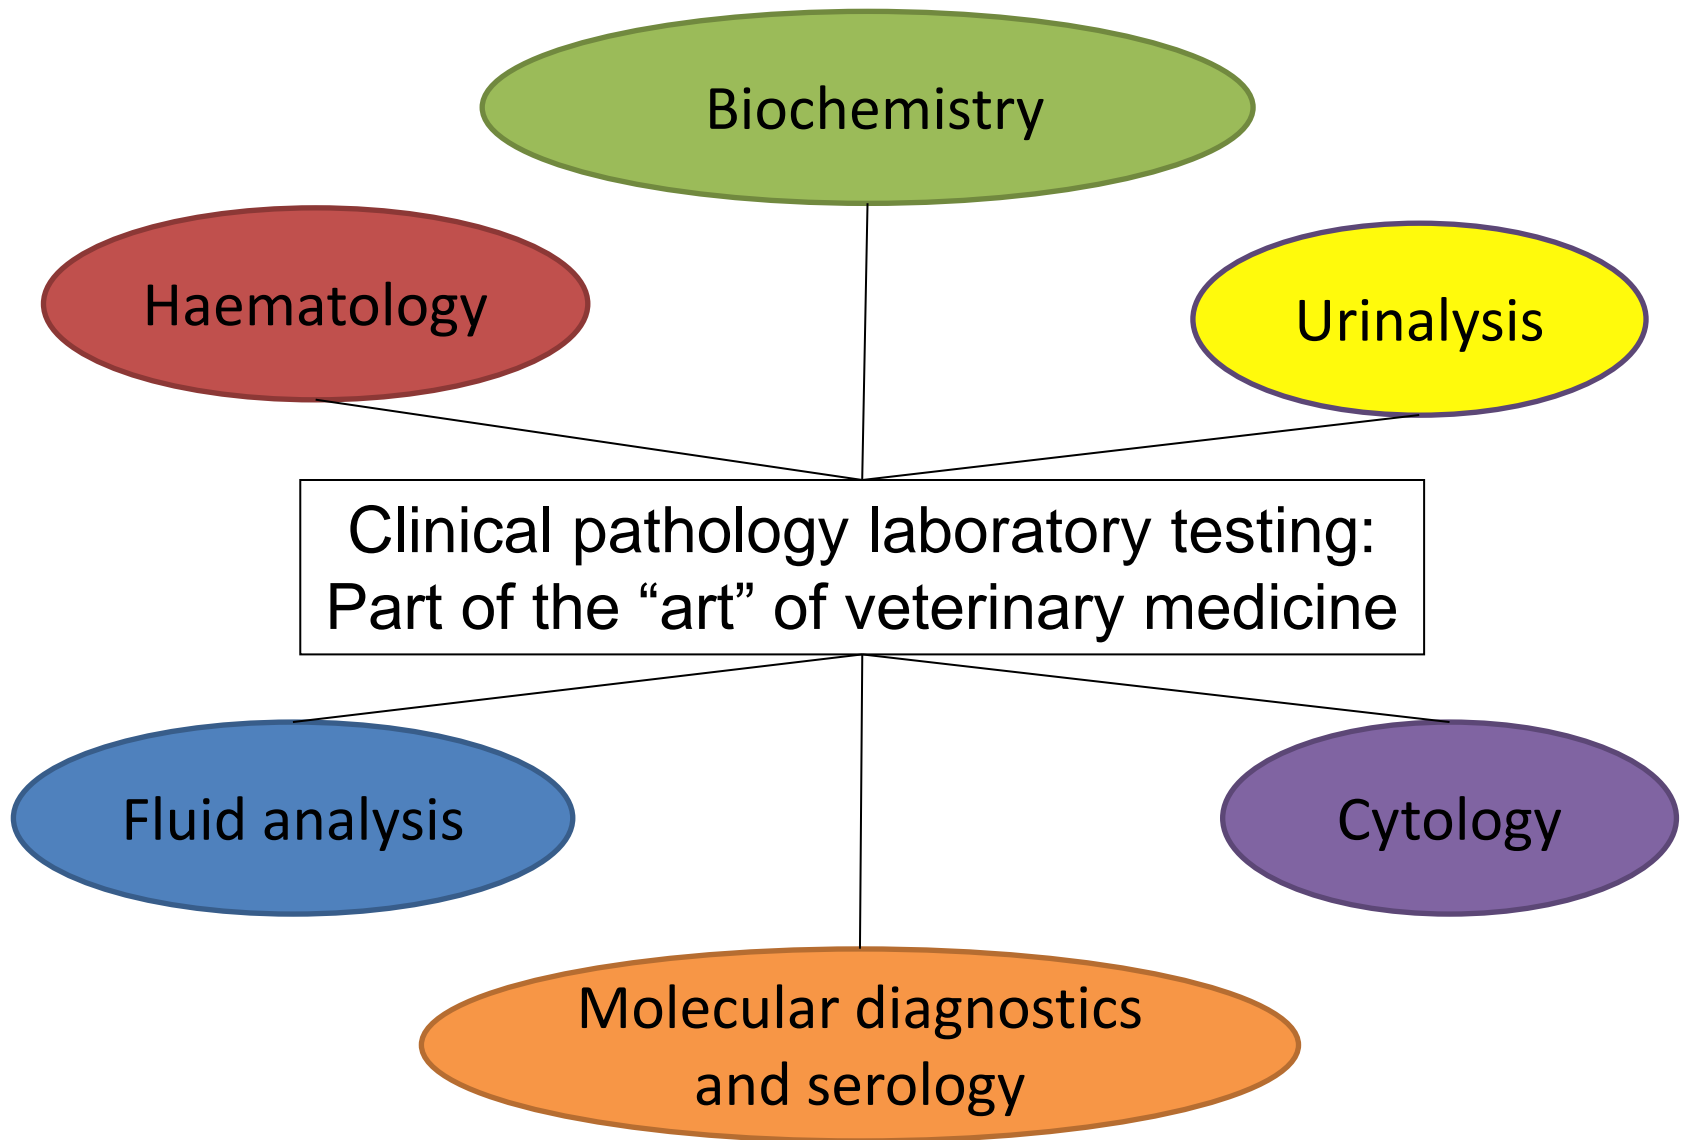 Biochemistry
Haematology
Urinalysis
Clinical pathology laboratory testing:
Part of the “art” of veterinary medicine
Fluid analysis
Cytology
Molecular diagnostics
and serology